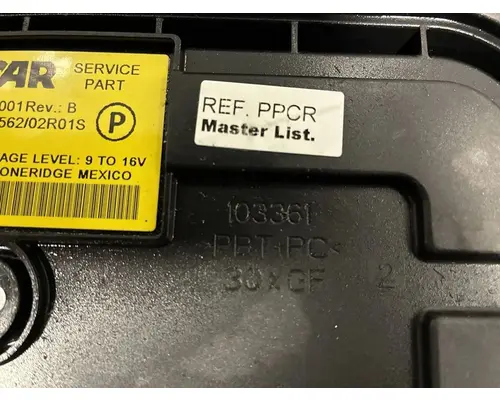 CAR SERVICE
PART
001Rev.: B
562/02R01S
P
AGE LEVEL: 9 TO 16V
ONERIDGE MEXICO
REF. PPCR
Master List.
103361
PBT+PC<
30%GF 2